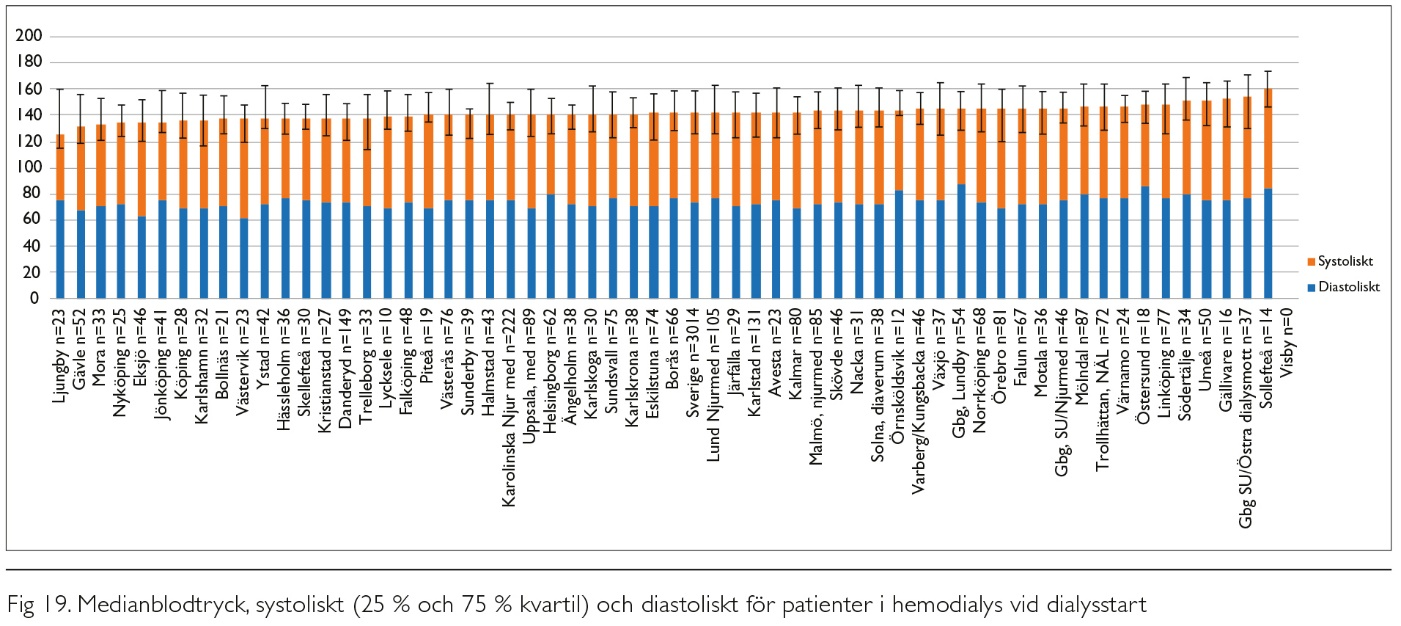 200
180
160
140
120
100
80
60
40
20
0
Systoliskt
Diastoliskt
Ljungby n=23
Gävle n=52
Mora n=33
Nyköping n=25
Eksjö n=46
Jönköping n=41
Köping n=28
Karlshamn n=32
Bollnäs n=21
Västervik n=23
Ystad n=42
Hässleholm n=36
Skellefteå n=30
Kristianstad n=27
Danderyd n=149
Trelleborg n=33
Lycksele n=10
Falköping n=48
Piteå n=19
Västerås n=76
Sunderby n=39
Halmstad n=43
Karolinska Njur med n=222
Uppsala, med n=89
Helsingborg n=62
Ängelholm n=38
Karlskoga n=30
Sundsvall n=75
Karlskrona n=38
Eskilstuna n=74
Borås n=66
Sverige n=3014
Lund Njurmed n=105
Järfälla n=29
Karlstad n=131
Avesta n=23
Kalmar n=80
Malmö, njurmed n=85
Skövde n=46
Nacka n=31
Solna, diaverum n=38
Örnsköldsvik n=12
Varberg/Kungsbacka n=46
Växjö n=37
Gbg, Lundby n=54
Norrköping n=68
Örebro n=81
Falun n=67
Motala n=36
Gbg, SU/Njurmed n=46
Mölndal n=87
Trollhättan, NÄL n=72
Värnamo n=24
Östersund n=18
Linköping n=77
Södertälje n=34
Umeå n=50
Gällivare n=16
Gbg SU/Östra dialysmott n=37
Sollefteå n=14
Visby n=0
Fig 19. Medianblodtryck, systoliskt (25 % och 75 % kvartil) och diastoliskt för patienter i hemodialys vid dialysstart